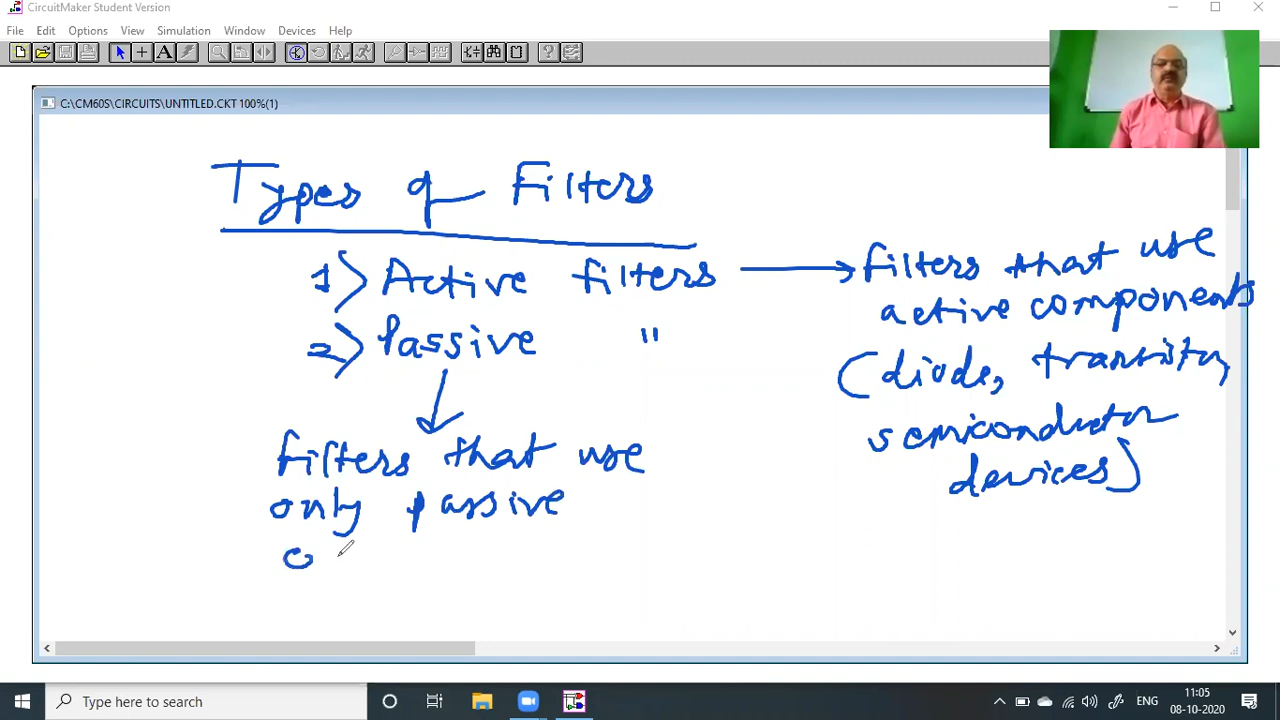 CircuitMaker Student Version
File Edit Options View Simulation Window Devices Help
C:\CM60S\CIRCUITS\UNTITLED.CKT 100%(1)
Types of Filters
1) Active filters → filters that use
active components
(diode, transistor,
semiconductor
devices)
2) Passive "
filters that use
only passive
c
Type here to search
ENG
11:05
08-10-2020